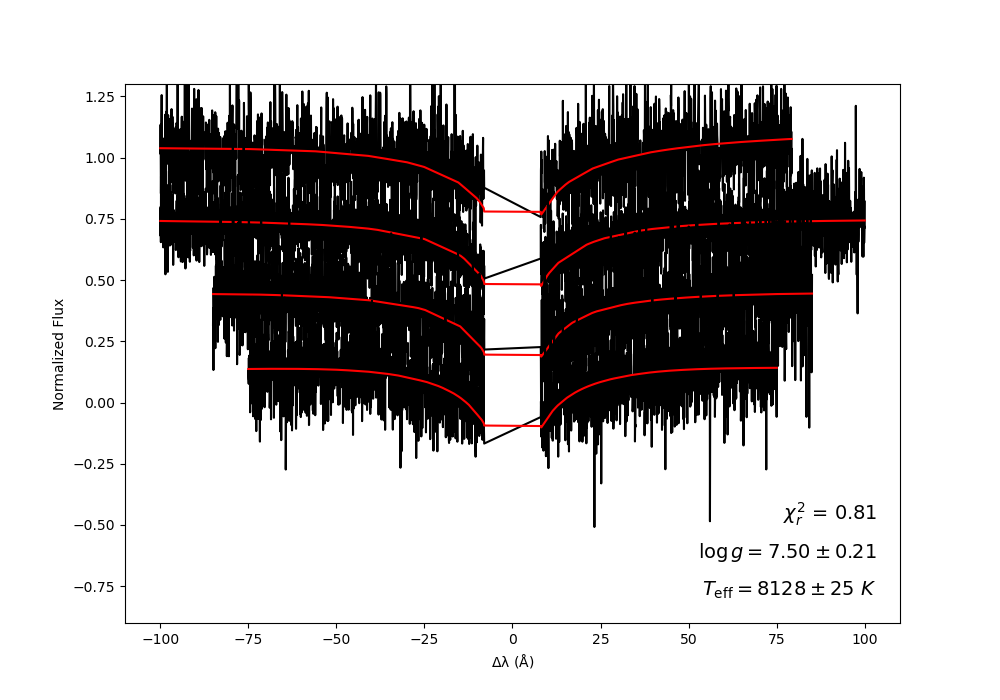 1.25
1.00
0.75
0.50
0.25
0.00
−0.25
−0.50
−0.75
Normalized Flux
χ²ᵣ = 0.81
log g = 7.50 ± 0.21
T_eff = 8128 ± 25 K
−100 −75 −50 −25 0 25 50 75 100
Δλ (Å)